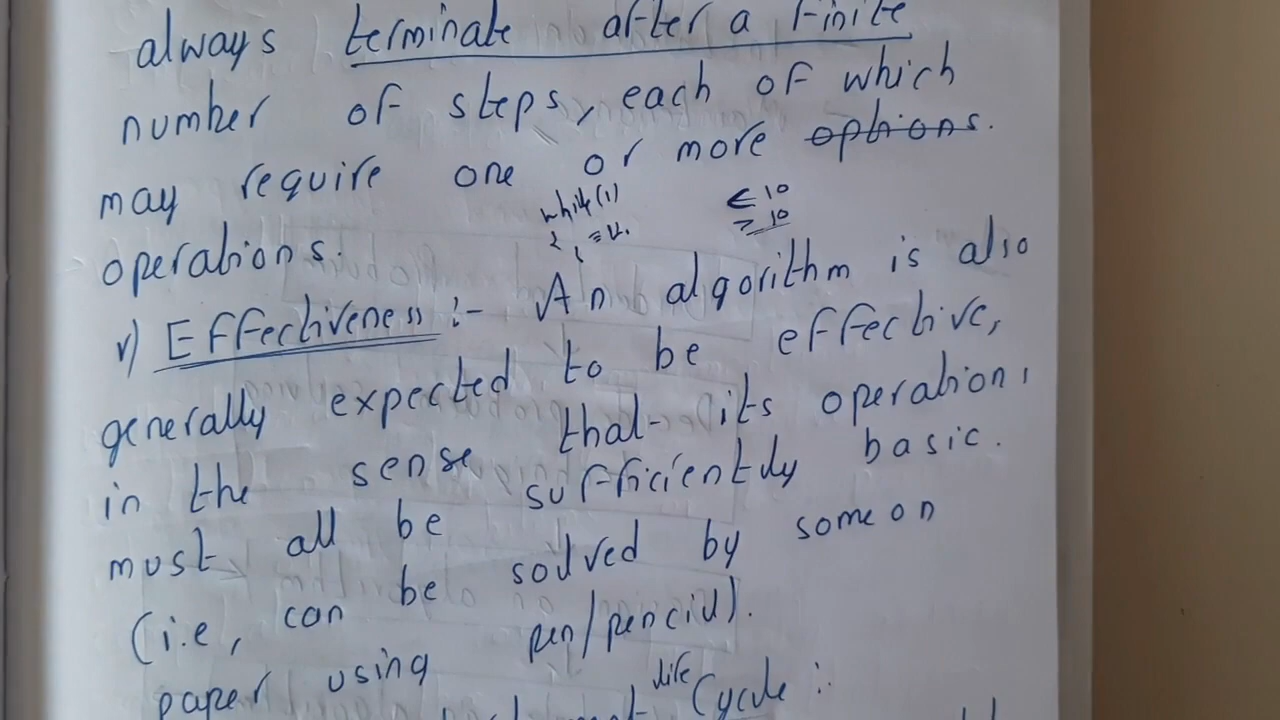 always terminate after a finite
number of steps, each of which
may require one or more options.
while(1) ≤ 10
≥ 10
operations.
v) Effectiveness :- An algorithm is also
generally expected to be effective,
in the sense that its operations
must all be sufficiently basic.
(i.e, can be solved by someon
paper using pen/pencil).
life Cycle :